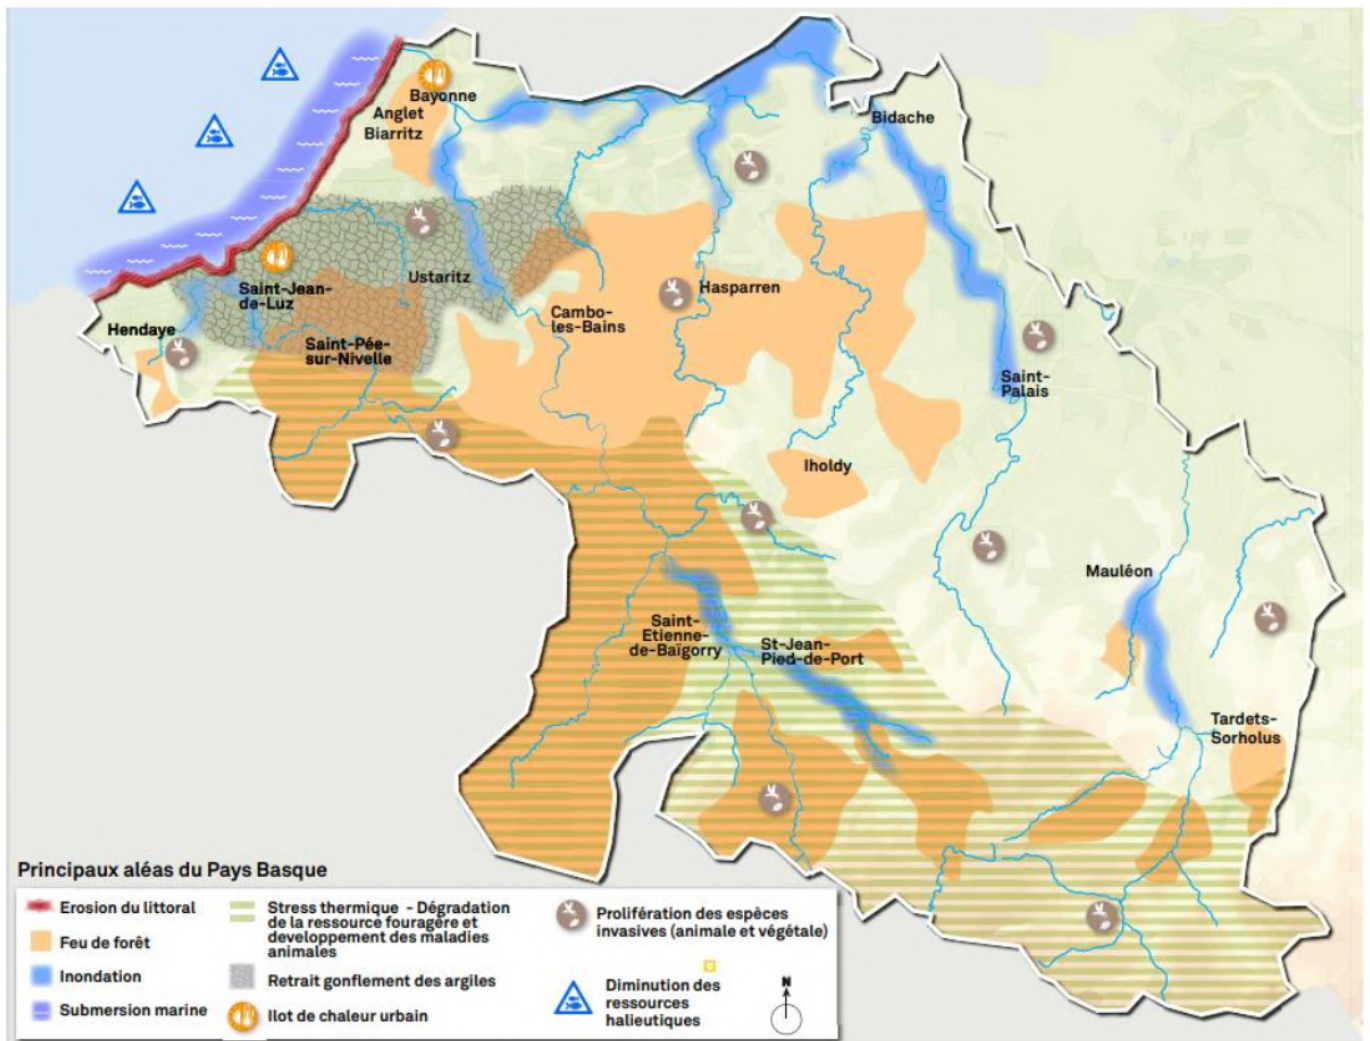 Bayonne
Anglet
Biarritz
Bidache
Ustaritz
Saint-Jean-
de-Luz
Hendaye
Saint-Pée-
sur-Nivelle
Cambo-
les-Bains
Hasparren
Saint-
Palais
Iholdy
Mauléon
Saint-
Etienne-
de-Baïgorry
St-Jean-
Pied-de-Port
Tardets-
Sorholus
Principaux aléas du Pays Basque
Erosion du littoral
Feu de forêt
Inondation
Submersion marine
Stress thermique - Dégradation
de la ressource fouragère et
developpement des maladies
animales
Retrait gonflement des argiles
Ilot de chaleur urbain
Prolifération des espèces
invasives (animale et végétale)
Diminution des
ressources
halieutiques
N